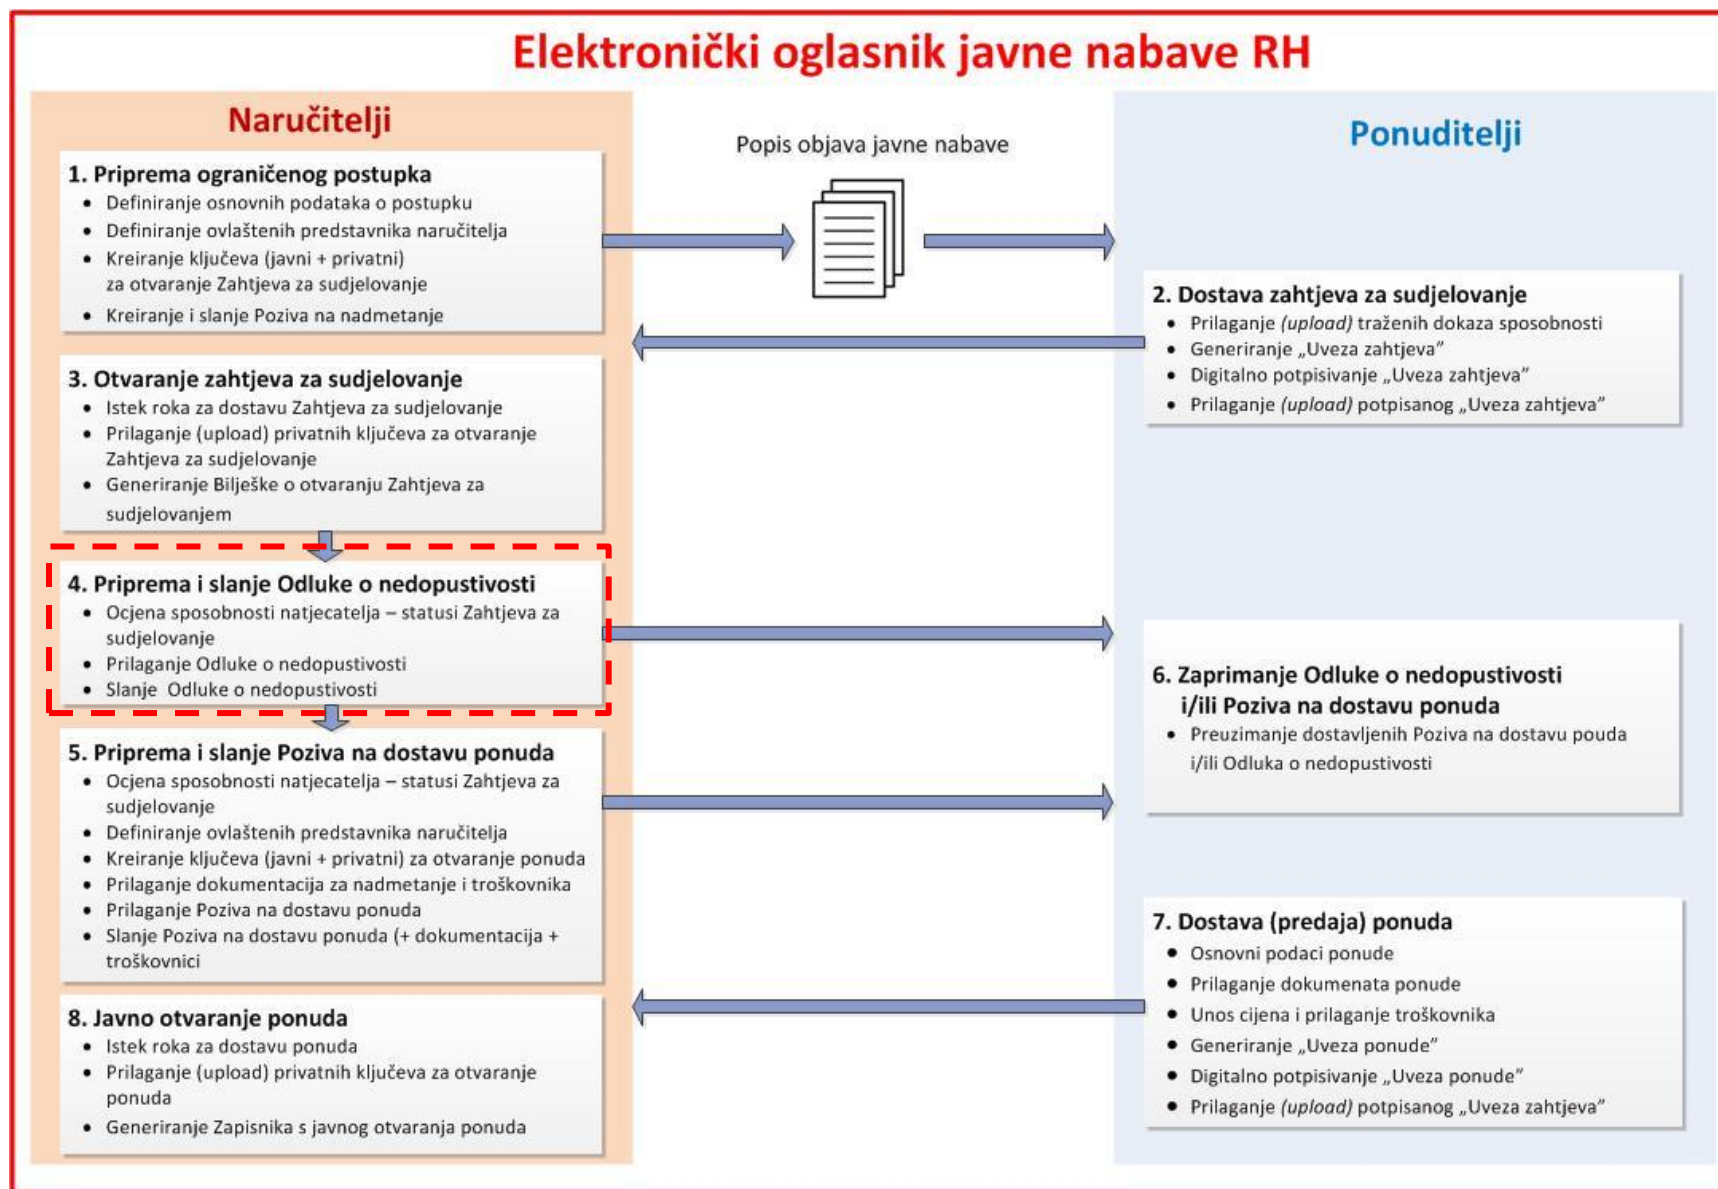 Elektronički oglasnik javne nabave RH
Naručitelji
1. Priprema ograničenog postupka
• Definiranje osnovnih podataka o postupku
• Definiranje ovlaštenih predstavnika naručitelja
• Kreiranje ključeva (javni + privatni)
za otvaranje Zahtjeva za sudjelovanje
• Kreiranje i slanje Poziva na nadmetanje
Popis objava javne nabave
Ponuditelji
2. Dostava zahtjeva za sudjelovanje
• Prilaganje (upload) traženih dokaza sposobnosti
• Generiranje „Uveza zahtjeva”
• Digitalno potpisivanje „Uveza zahtjeva”
• Prilaganje (upload) potpisanog „Uveza zahtjeva”
3. Otvaranje zahtjeva za sudjelovanje
• Istek roka za dostavu Zahtjeva za sudjelovanje
• Prilaganje (upload) privatnih ključeva za otvaranje
Zahtjeva za sudjelovanje
• Generiranje Bilješke o otvaranju Zahtjeva za
sudjelovanjem
4. Priprema i slanje Odluke o nedopustivosti
• Ocjena sposobnosti natjecatelja – statusi Zahtjeva za
sudjelovanje
• Prilaganje Odluke o nedopustivosti
• Slanje Odluke o nedopustivosti
5. Priprema i slanje Poziva na dostavu ponuda
• Ocjena sposobnosti natjecatelja – statusi Zahtjeva za
sudjelovanje
• Definiranje ovlaštenih predstavnika naručitelja
• Kreiranje ključeva (javni + privatni) za otvaranje ponuda
• Prilaganje dokumentacija za nadmetanje i troškovnika
• Prilaganje Poziva na dostavu ponuda
• Slanje Poziva na dostavu ponuda (+ dokumentacija +
troškovnici
6. Zaprimanje Odluke o nedopustivosti
i/ili Poziva na dostavu ponuda
• Preuzimanje dostavljenih Poziva na dostavu pouda
i/ili Odluka o nedopustivosti
7. Dostava (predaja) ponuda
• Osnovni podaci ponude
• Prilaganje dokumenata ponude
• Unos cijena i prilaganje troškovnika
• Generiranje „Uveza ponude”
• Digitalno potpisivanje „Uveza ponude”
• Prilaganje (upload) potpisanog „Uveza zahtjeva”
8. Javno otvaranje ponuda
• Istek roka za dostavu ponuda
• Prilaganje (upload) privatnih ključeva za otvaranje
ponuda
• Generiranje Zapisnika s javnog otvaranja ponuda